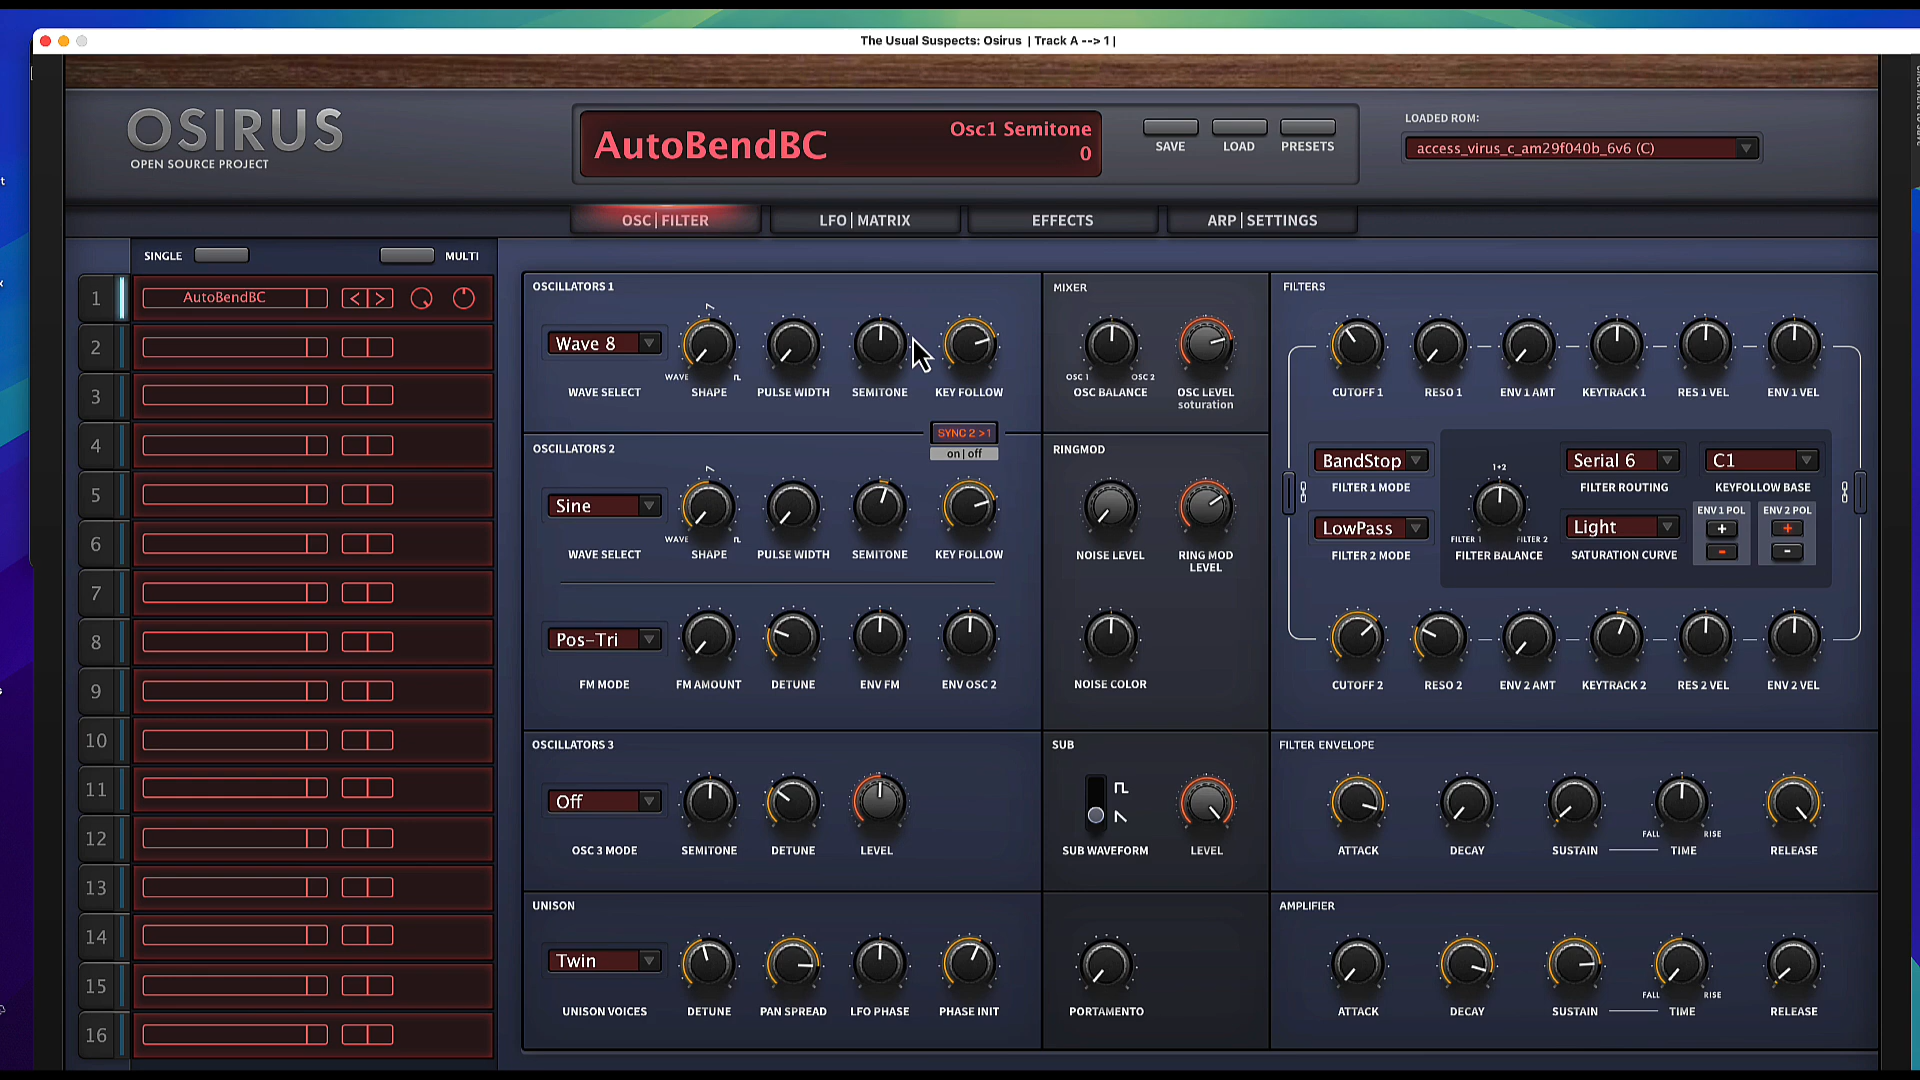 The Usual Suspects: Osirus | Track A --> 1 |
OSIRUS
OPEN SOURCE PROJECT
AutoBendBC
Osc1 Semitone
0
SAVE LOAD PRESETS
LOADED ROM:
access_virus_c_am29f040b_6v6 (C)
OSC | FILTER LFO | MATRIX EFFECTS ARP | SETTINGS
SINGLE MULTI
1 AutoBendBC < >
2
3
4
5
6
7
8
9
10
11
12
13
14
15
16
OSCILLATORS 1
Wave 8
WAVE
WAVE SELECT SHAPE PULSE WIDTH SEMITONE KEY FOLLOW
SYNC 2 > 1
on | off
OSCILLATORS 2
Sine
WAVE
WAVE SELECT SHAPE PULSE WIDTH SEMITONE KEY FOLLOW
Pos-Tri
FM MODE FM AMOUNT DETUNE ENV FM ENV OSC 2
OSCILLATORS 3
Off
OSC 3 MODE SEMITONE DETUNE LEVEL
UNISON
Twin
UNISON VOICES DETUNE PAN SPREAD LFO PHASE PHASE INIT
MIXER
OSC 1 OSC 2
OSC BALANCE OSC LEVEL
soturation
RINGMOD
NOISE LEVEL RING MOD
LEVEL
NOISE COLOR
SUB
SUB WAVEFORM LEVEL
PORTAMENTO
FILTERS
CUTOFF 1 RESO 1 ENV 1 AMT KEYTRACK 1 RES 1 VEL ENV 1 VEL
BandStop
FILTER 1 MODE
LowPass
FILTER 2 MODE
1+2
FILTER 1 FILTER 2
FILTER BALANCE
Serial 6
FILTER ROUTING
Light
SATURATION CURVE
C1
KEYFOLLOW BASE
ENV 1 POL ENV 2 POL
+ +
- -
CUTOFF 2 RESO 2 ENV 2 AMT KEYTRACK 2 RES 2 VEL ENV 2 VEL
FILTER ENVELOPE
FALL RISE
ATTACK DECAY SUSTAIN TIME RELEASE
AMPLIFIER
FALL RISE
ATTACK DECAY SUSTAIN TIME RELEASE